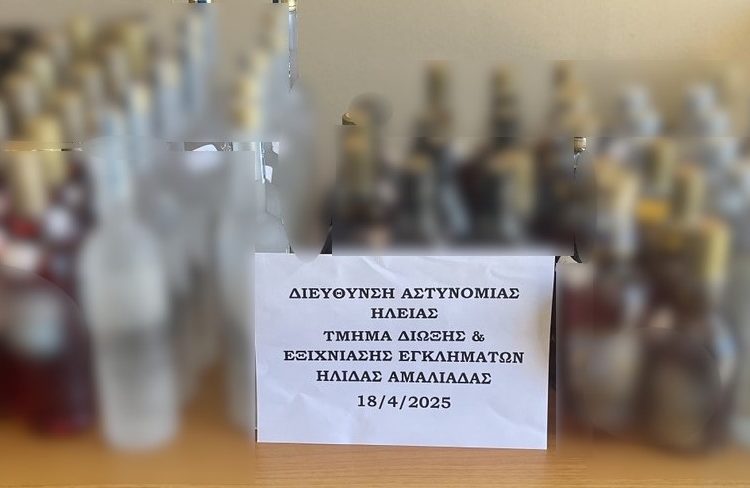 ΔΙΕΥΘΥΝΣΗ ΑΣΤΥΝΟΜΙΑΣ
ΗΛΕΙΑΣ
ΤΜΗΜΑ ΔΙΩΞΗΣ &
ΕΞΙΧΝΙΑΣΗΣ ΕΓΚΛΗΜΑΤΩΝ
ΗΛΙΔΑΣ ΑΜΑΛΙΑΔΑΣ
18/4/2025